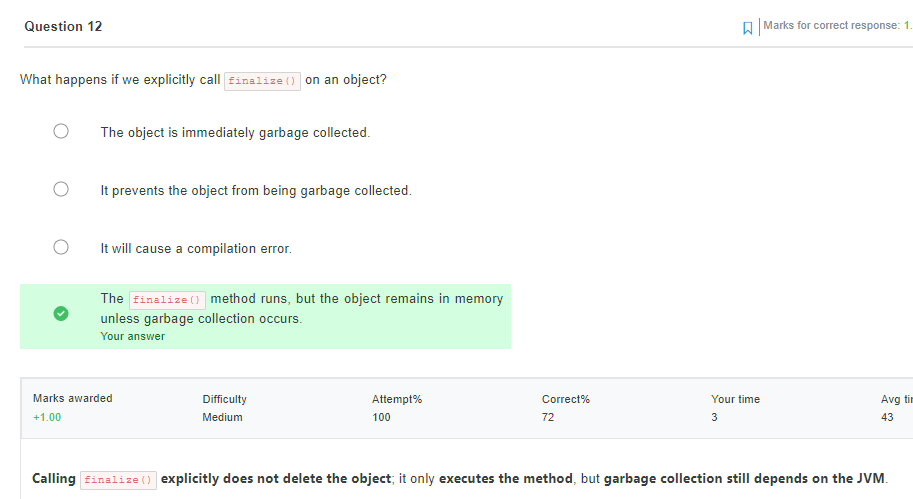 Question 12
Marks for correct response: 1.
What happens if we explicitly call finalize() on an object?
The object is immediately garbage collected.
It prevents the object from being garbage collected.
It will cause a compilation error.
The finalize() method runs, but the object remains in memory
unless garbage collection occurs.
Your answer
Marks awarded Difficulty Attempt% Correct% Your time Avg
+1.00 Medium 100 72 3 43
Calling finalize() explicitly does not delete the object; it only executes the method, but garbage collection still depends on the JVM.